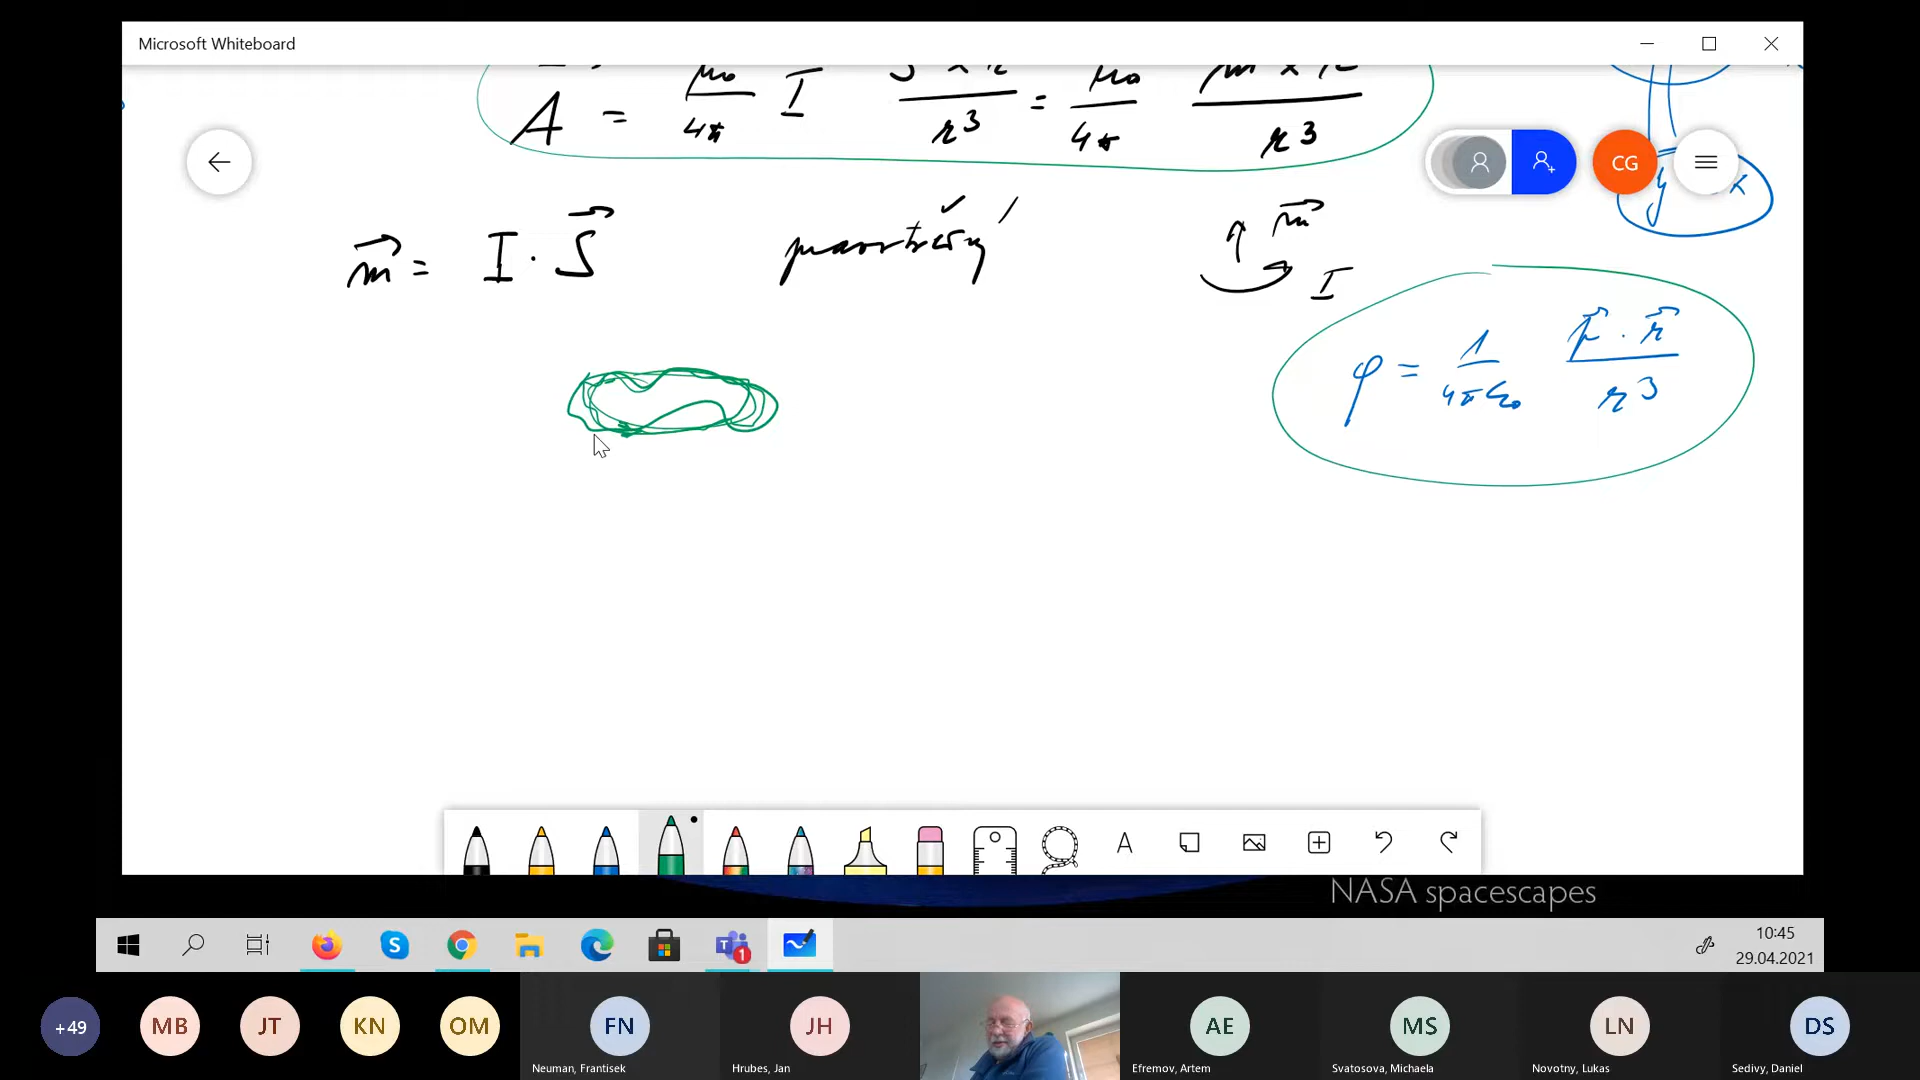 Microsoft Whiteboard
A = μ₀/4π I S × r/r³ = μ₀/4π m × r/r³
CG
y x
m⃗ = I · S⃗
pravotočivý
m⃗
I
φ = 1/4πε₀ p⃗ · r⃗/r³
A
NASA spacescapes
10:45
29.04.2021
1
+49
MB
JT
KN
OM
FN
JH
AE
MS
LN
DS
Neuman, Frantisek
Hrubes, Jan
Efremov, Artem
Svatosova, Michaela
Novotny, Lukas
Sedivy, Daniel